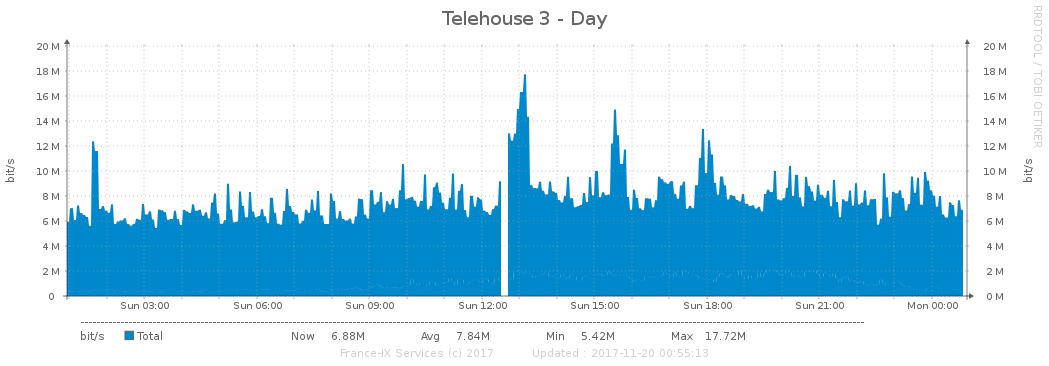 Telehouse 3 - Day
RRDTOOL / TOBI OETIKER
bit/s
bit/s
20 M 20 M
18 M 18 M
16 M 16 M
14 M 14 M
12 M 12 M
10 M 10 M
8 M 8 M
6 M 6 M
4 M 4 M
2 M 2 M
0 0 M
Sun 03:00 Sun 06:00 Sun 09:00 Sun 12:00 Sun 15:00 Sun 18:00 Sun 21:00 Mon 00:00
bit/s Total Now 6.88M Avg 7.84M Min 5.42M Max 17.72M
France-IX Services (c) 2017 Updated : 2017-11-20 00:55:13